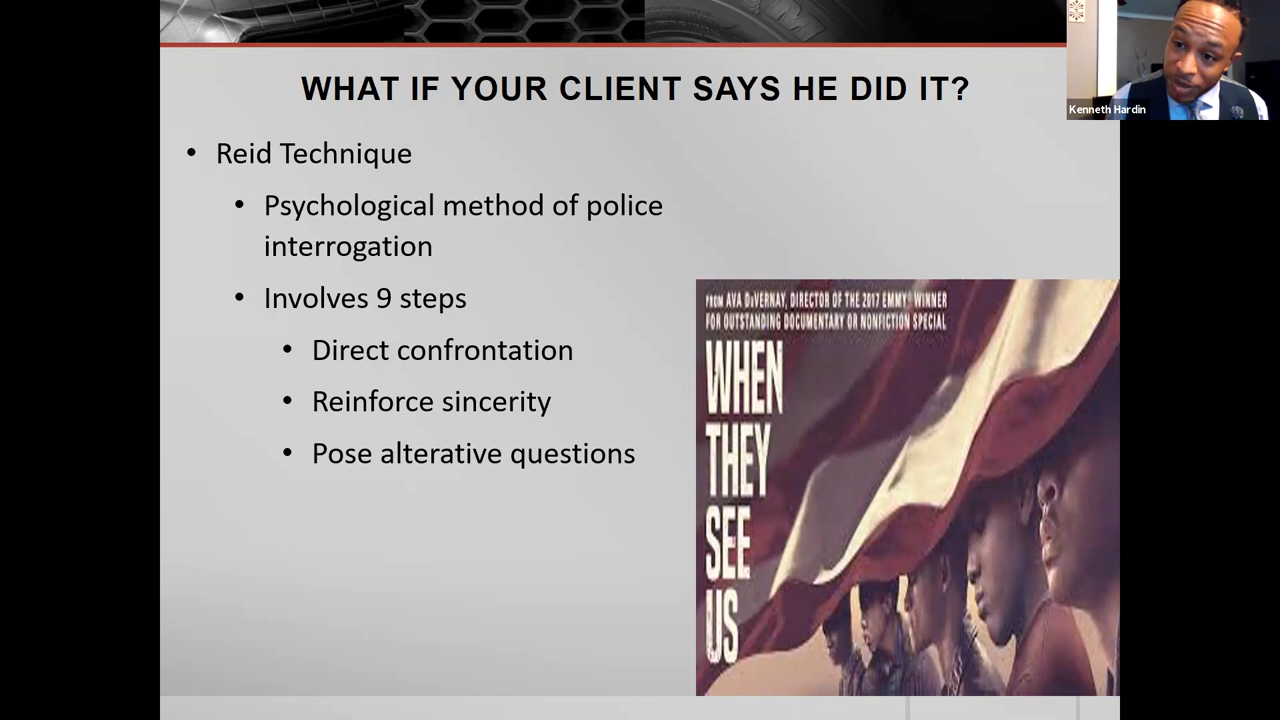 WHAT IF YOUR CLIENT SAYS HE DID IT?
Kenneth Hardin
• Reid Technique
• Psychological method of police
interrogation
• Involves 9 steps
• Direct confrontation
• Reinforce sincerity
• Pose alterative questions
FROM AVA DuVERNAY, DIRECTOR OF THE 2017 EMMY® WINNER
FOR OUTSTANDING DOCUMENTARY OR NONFICTION SPECIAL
WHEN
THEY
SEE
US